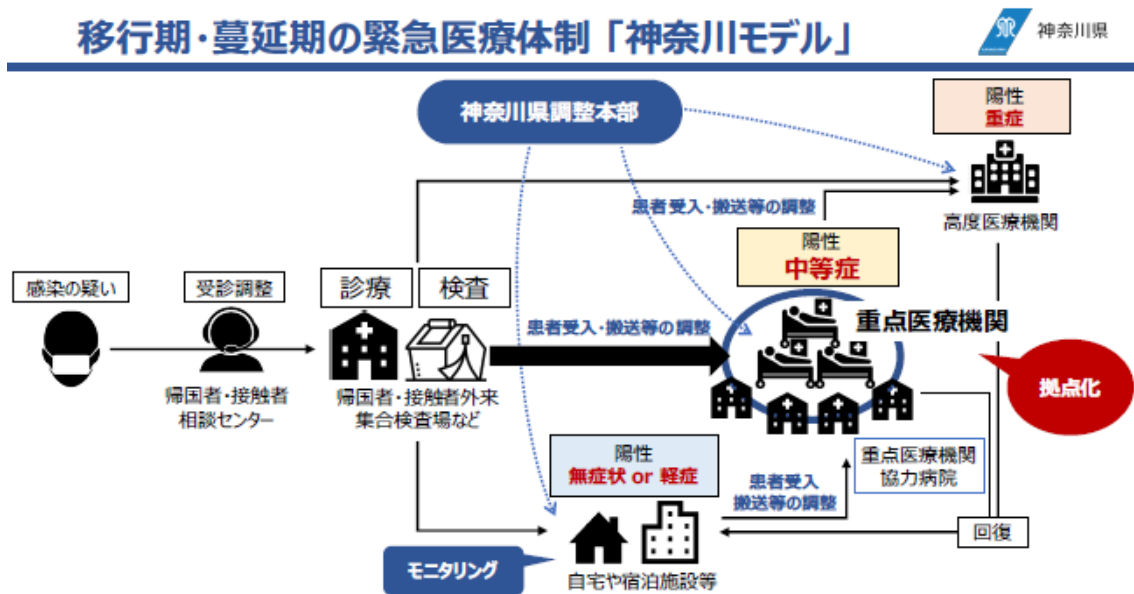 移行期・蔓延期の緊急医療体制「神奈川モデル」
神奈川県
神奈川県調整本部
陽性
重症
高度医療機関
患者受入・搬送等の調整
陽性
中等症
重点医療機関
拠点化
感染の疑い
受診調整
帰国者・接触者
相談センター
診療
検査
帰国者・接触者外来
集合検査場など
患者受入・搬送等の調整
重点医療機関
協力病院
陽性
無症状 or 軽症
患者受入
搬送等の調整
回復
モニタリング
自宅や宿泊施設等